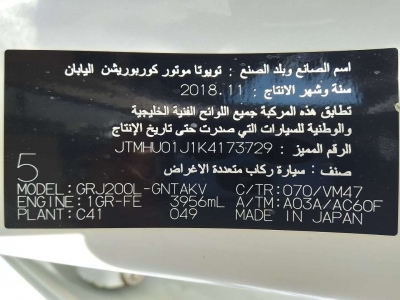 اسم الصانع وبلد الصنع : تويوتا موتور كوربوريشن اليابان
سنة وشهر الانتاج : 2018.11
تطابق هذه المركبة جميع اللوائح الفنية الخليجية
والوطنية للسيارات التي صدرت حتى تاريخ الإنتاج
الرقم المميز : JTMHU01J1K4173729
صنف : سيارة ركاب متعددة الاغراض
5
MODEL: GRJ200L-GNTAKV C/TR: 070/VM47
ENGINE: 1GR-FE 3956mL A/TM: A03A/AC60F
PLANT: C41 049 MADE IN JAPAN